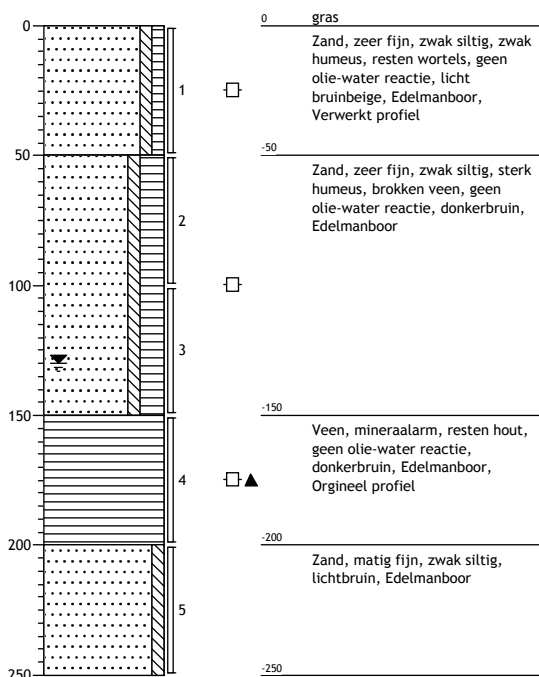 0
gras
0
Zand, zeer fijn, zwak siltig, zwak
humeus, resten wortels, geen
olie-water reactie, licht
bruinbeige, Edelmanboor,
Verwerkt profiel
1
50
-50
Zand, zeer fijn, zwak siltig, sterk
humeus, brokken veen, geen
olie-water reactie, donkerbruin,
Edelmanboor
2
100
3
150
-150
Veen, mineraalarm, resten hout,
geen olie-water reactie,
donkerbruin, Edelmanboor,
Orgineel profiel
4
200
-200
Zand, matig fijn, zwak siltig,
lichtbruin, Edelmanboor
5
250
-250